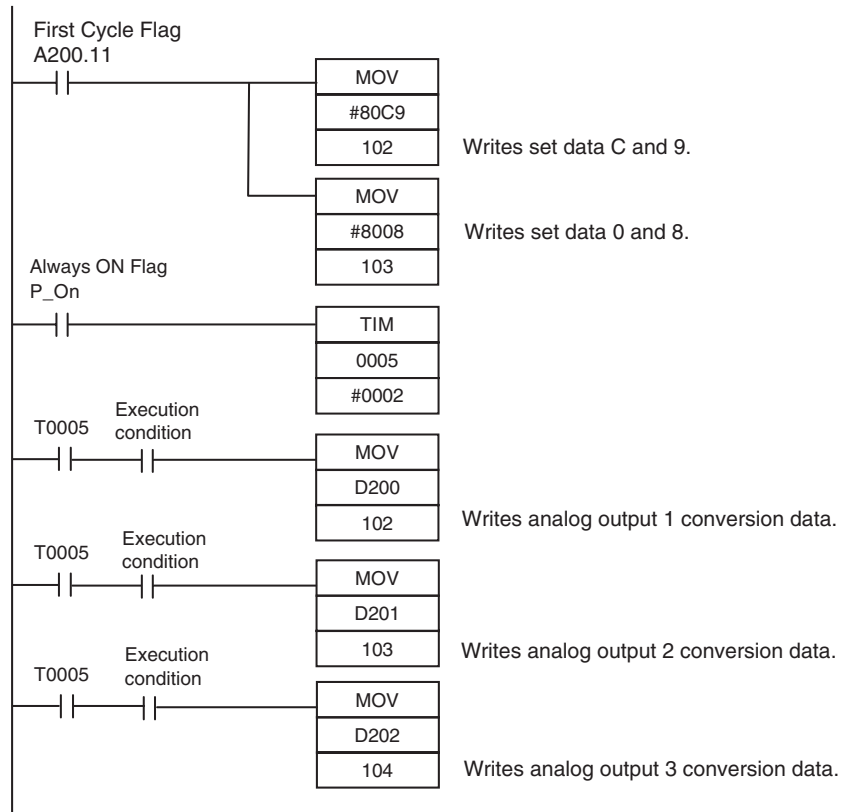 First Cycle Flag
A200.11
MOV
#80C9
102
Writes set data C and 9.
MOV
#8008
103
Writes set data 0 and 8.
Always ON Flag
P_On
TIM
0005
#0002
T0005
Execution
condition
MOV
D200
102
Writes analog output 1 conversion data.
T0005
Execution
condition
MOV
D201
103
Writes analog output 2 conversion data.
T0005
Execution
condition
MOV
D202
104
Writes analog output 3 conversion data.